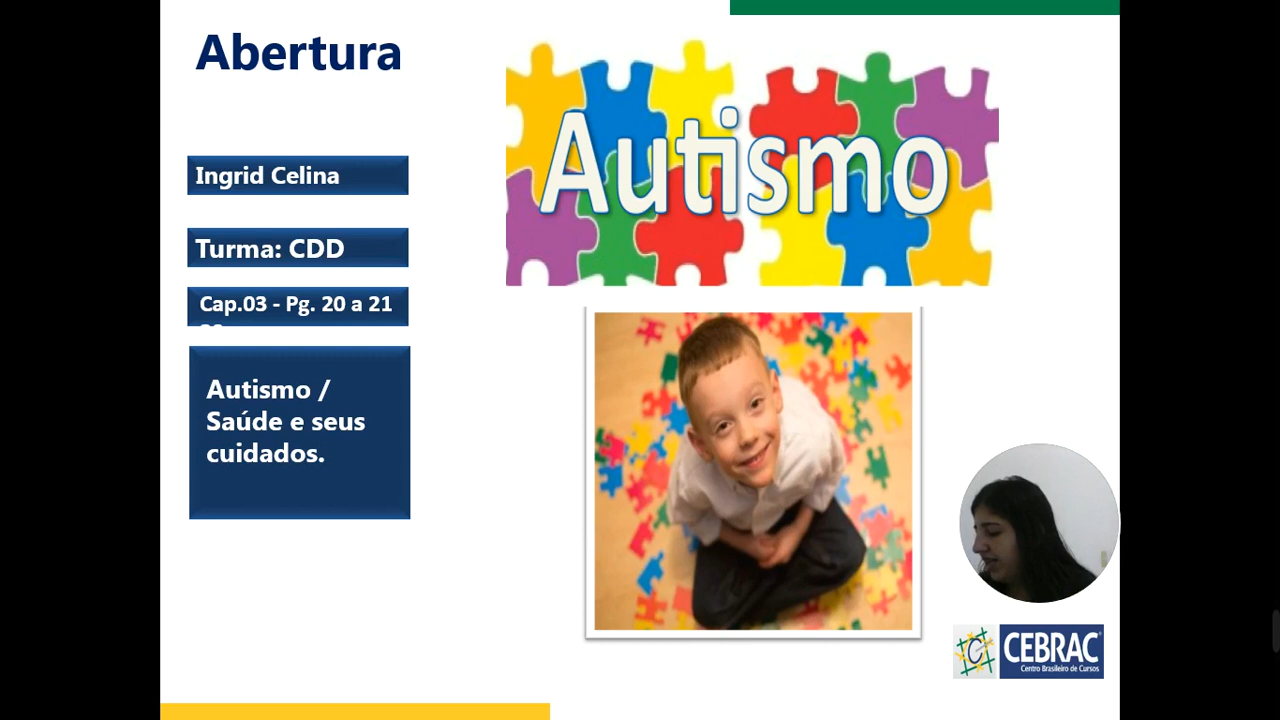 Abertura
Autismo
Ingrid Celina
Turma: CDD
Cap.03 - Pg. 20 a 21
Autismo /
Saúde e seus
cuidados.
CEBRAC
Centro Brasileiro de Cursos